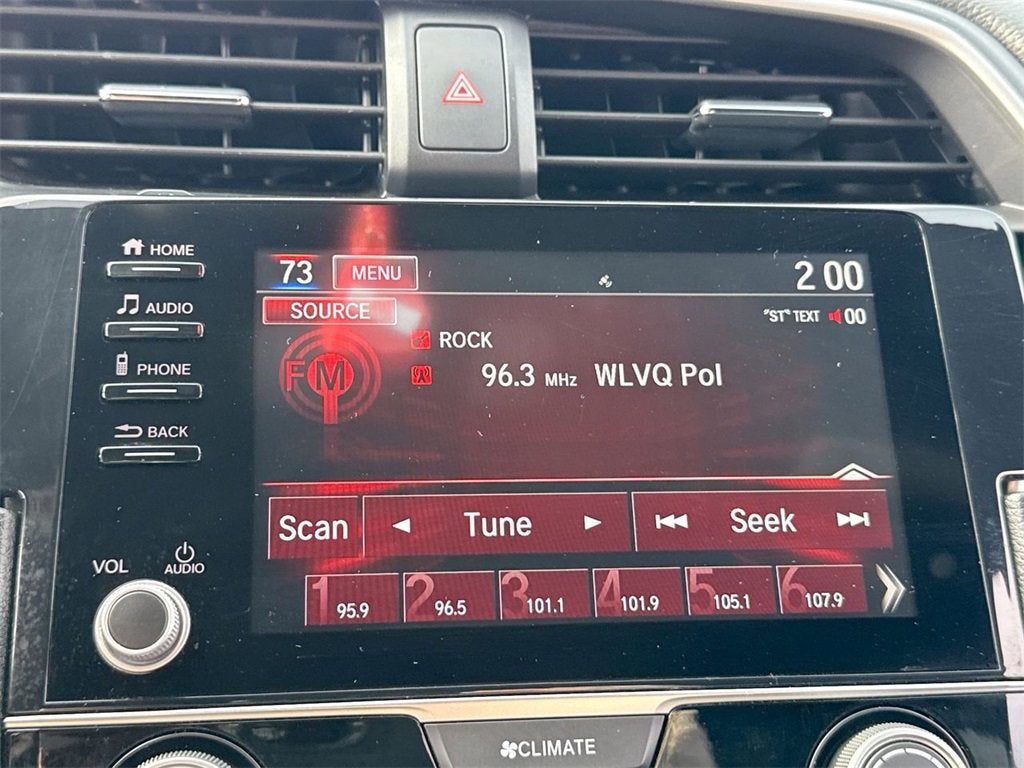 HOME
AUDIO
PHONE
BACK
VOL
AUDIO
73 MENU 2 00
SOURCE "ST" TEXT 00
FM
ROCK
96.3 MHz WLVQ Pol
Scan Tune Seek
1 95.9 2 96.5 3 101.1 4 101.9 5 105.1 6 107.9
CLIMATE